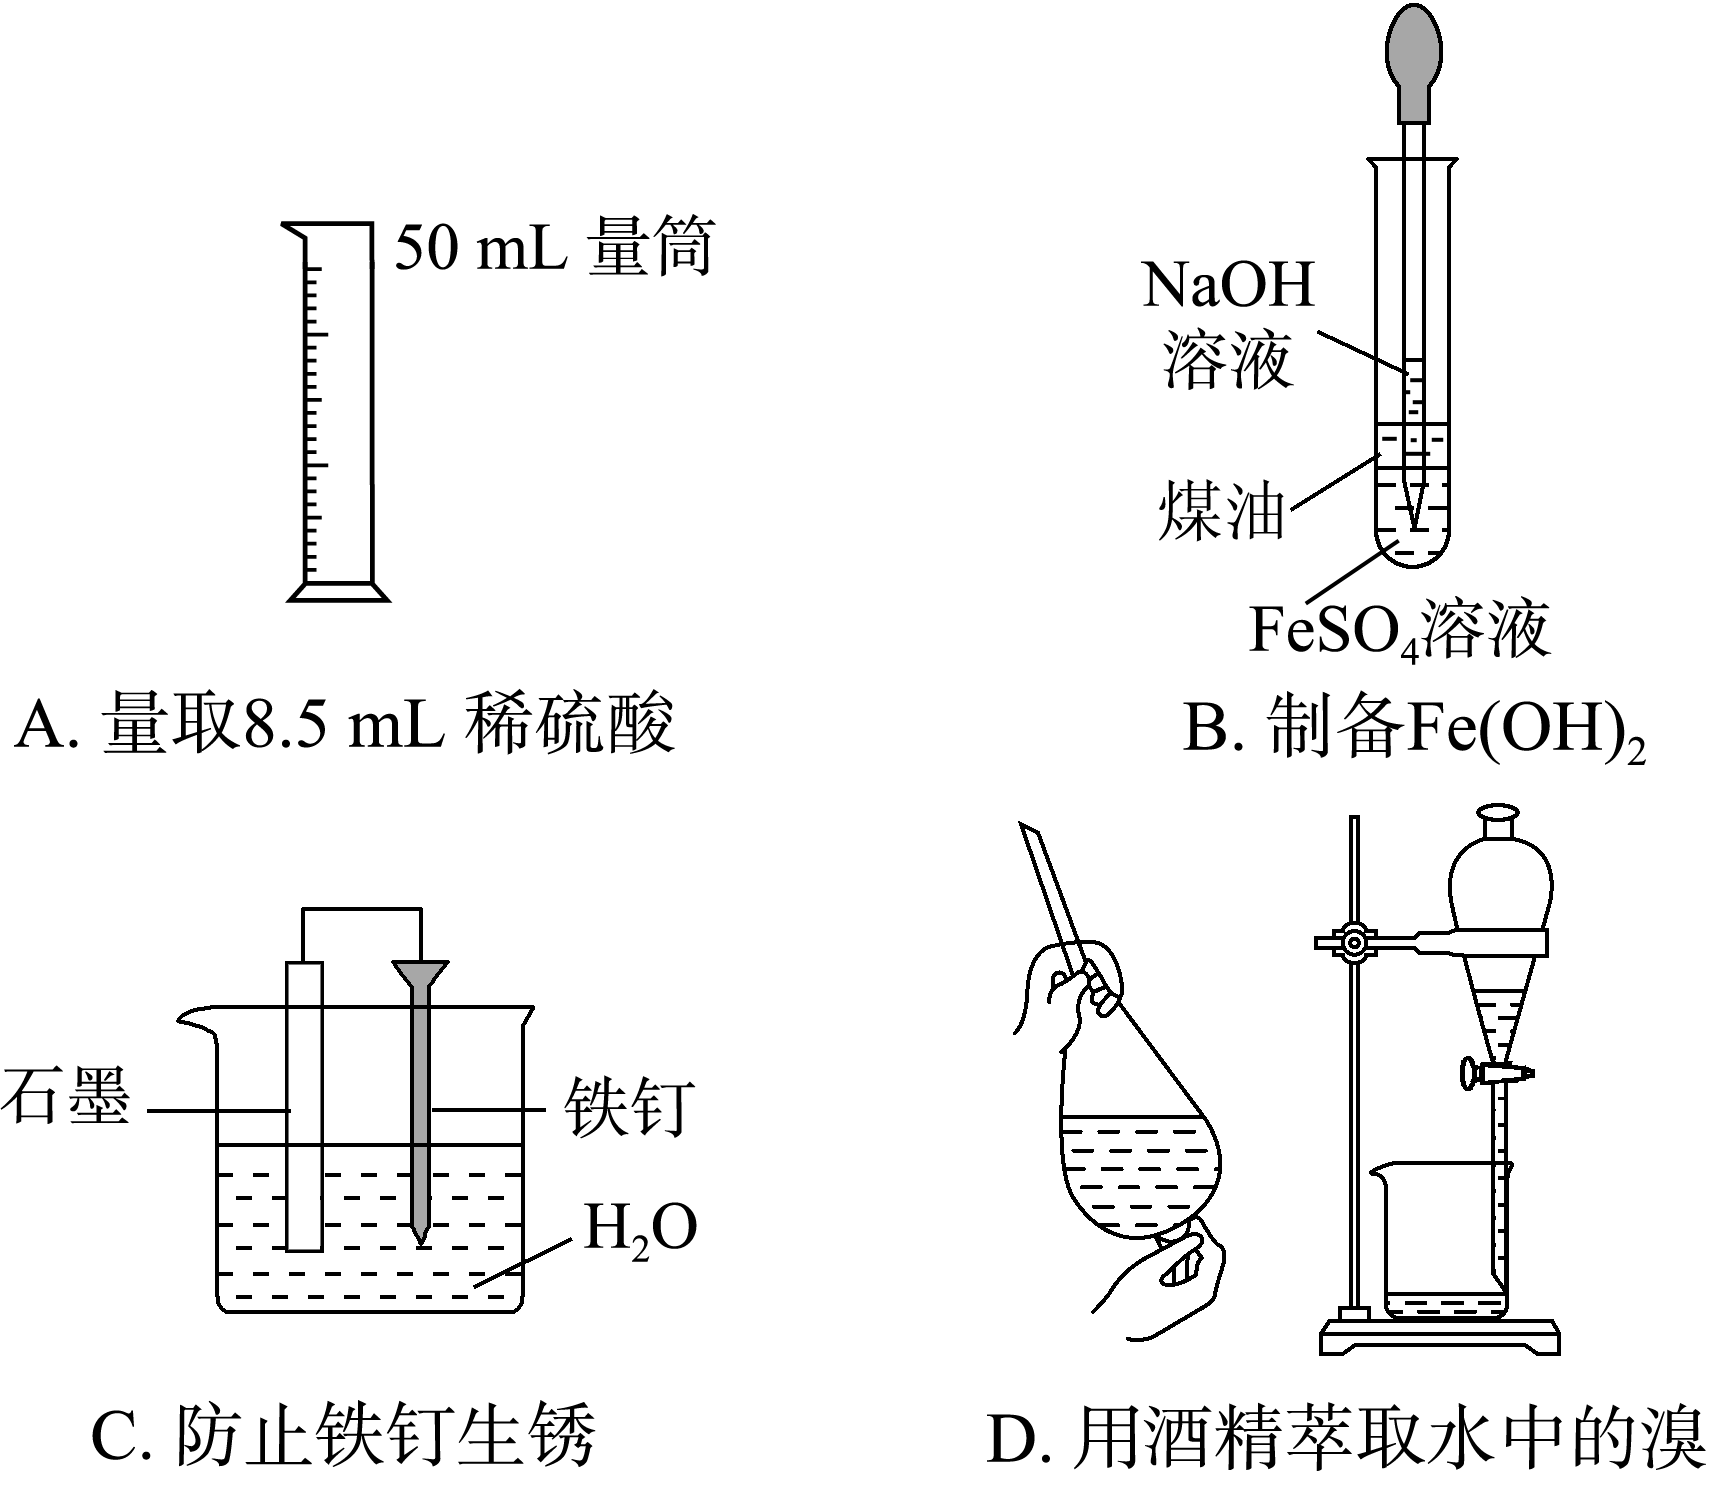 50 mL 量筒
A. 量取8.5 mL 稀硫酸
NaOH
溶液
煤油
FeSO₄溶液
B. 制备Fe(OH)₂
石墨
铁钉
H₂O
C. 防止铁钉生锈
D. 用酒精萃取水中的溴